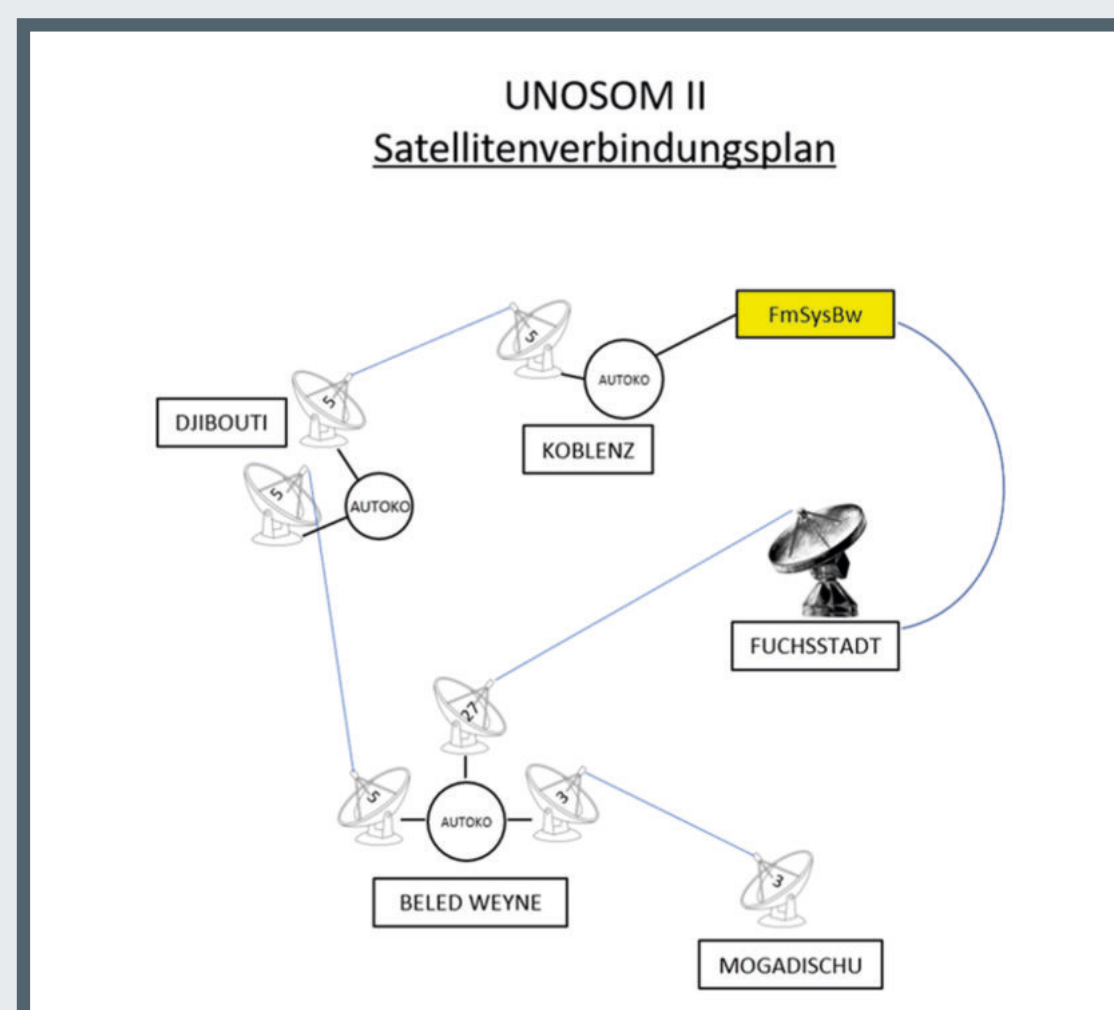 UNOSOM II
Satellitenverbindungsplan
FmSysBw
5
AUTOKO
5
DJIBOUTI
KOBLENZ
5
AUTOKO
FUCHSSTADT
27
5
AUTOKO
3
BELED WEYNE
3
MOGADISCHU